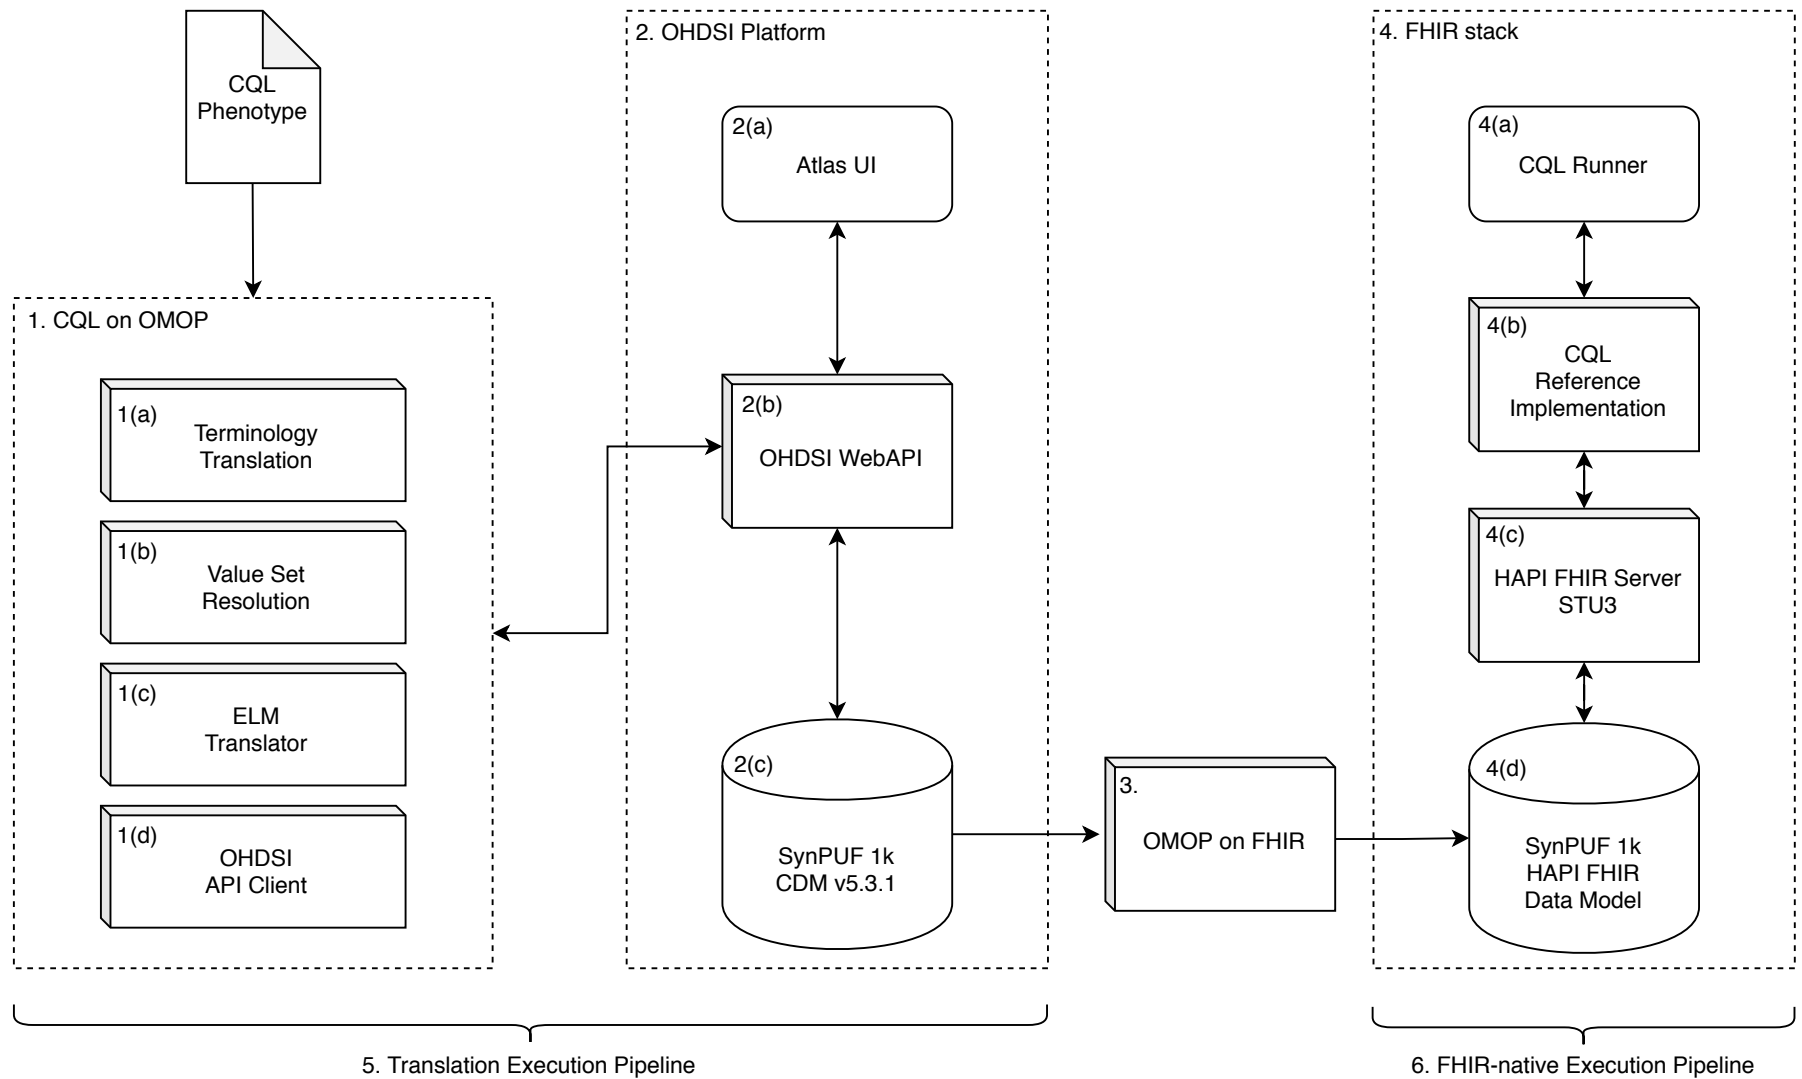 CQL
Phenotype
1. CQL on OMOP
1(a)
Terminology
Translation
1(b)
Value Set
Resolution
1(c)
ELM
Translator
1(d)
OHDSI
API Client
2. OHDSI Platform
2(a)
Atlas UI
2(b)
OHDSI WebAPI
2(c)
SynPUF 1k
CDM v5.3.1
3.
OMOP on FHIR
4. FHIR stack
4(a)
CQL Runner
4(b)
CQL
Reference
Implementation
4(c)
HAPI FHIR Server
STU3
4(d)
SynPUF 1k
HAPI FHIR
Data Model
5. Translation Execution Pipeline
6. FHIR-native Execution Pipeline